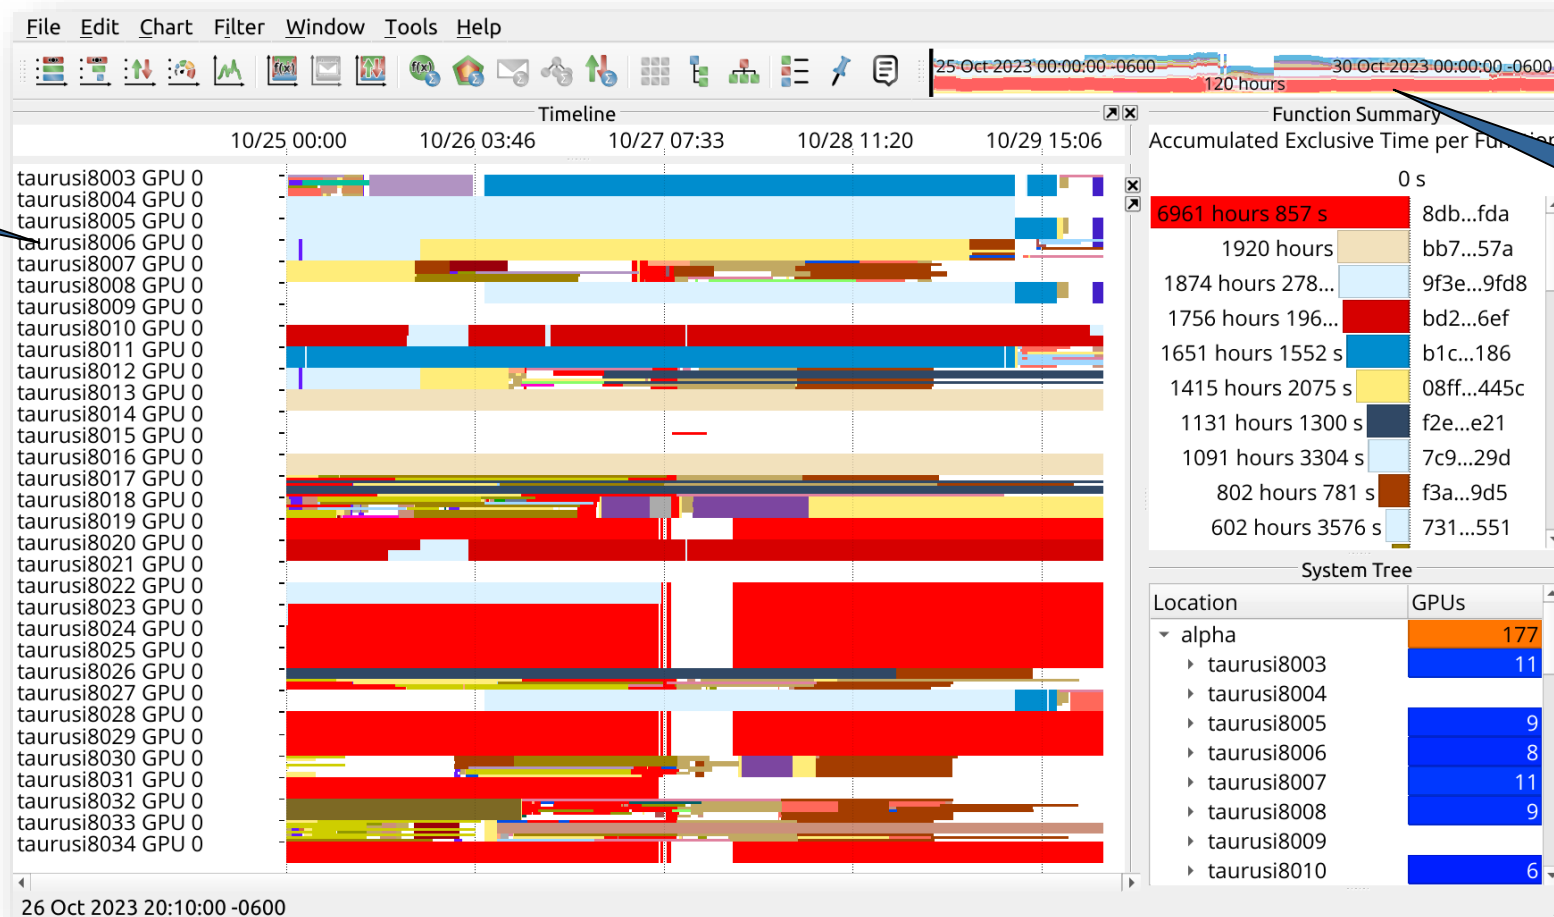 File Edit Chart Filter Window Tools Help
25 Oct 2023 00:00:00 -0600 30 Oct 2023 00:00:00 -0600
120 hours
Timeline
10/25 00:00 10/26 03:46 10/27 07:33 10/28 11:20 10/29 15:06
taurusi8003 GPU 0
taurusi8004 GPU 0
taurusi8005 GPU 0
taurusi8006 GPU 0
taurusi8007 GPU 0
taurusi8008 GPU 0
taurusi8009 GPU 0
taurusi8010 GPU 0
taurusi8011 GPU 0
taurusi8012 GPU 0
taurusi8013 GPU 0
taurusi8014 GPU 0
taurusi8015 GPU 0
taurusi8016 GPU 0
taurusi8017 GPU 0
taurusi8018 GPU 0
taurusi8019 GPU 0
taurusi8020 GPU 0
taurusi8021 GPU 0
taurusi8022 GPU 0
taurusi8023 GPU 0
taurusi8024 GPU 0
taurusi8025 GPU 0
taurusi8026 GPU 0
taurusi8027 GPU 0
taurusi8028 GPU 0
taurusi8029 GPU 0
taurusi8030 GPU 0
taurusi8031 GPU 0
taurusi8032 GPU 0
taurusi8033 GPU 0
taurusi8034 GPU 0
Function Summary
Accumulated Exclusive Time per
0 s
6961 hours 857 s 8db...fda
1920 hours bb7...57a
1874 hours 278... 9f3e...9fd8
1756 hours 196... bd2...6ef
1651 hours 1552 s b1c...186
1415 hours 2075 s 08ff...445c
1131 hours 1300 s f2e...e21
1091 hours 3304 s 7c9...29d
802 hours 781 s f3a...9d5
602 hours 3576 s 731...551
System Tree
Location GPUs
alpha 177
taurusi8003 11
taurusi8004
taurusi8005 9
taurusi8006 8
taurusi8007 11
taurusi8008 9
taurusi8009
taurusi8010 6
26 Oct 2023 20:10:00 -0600